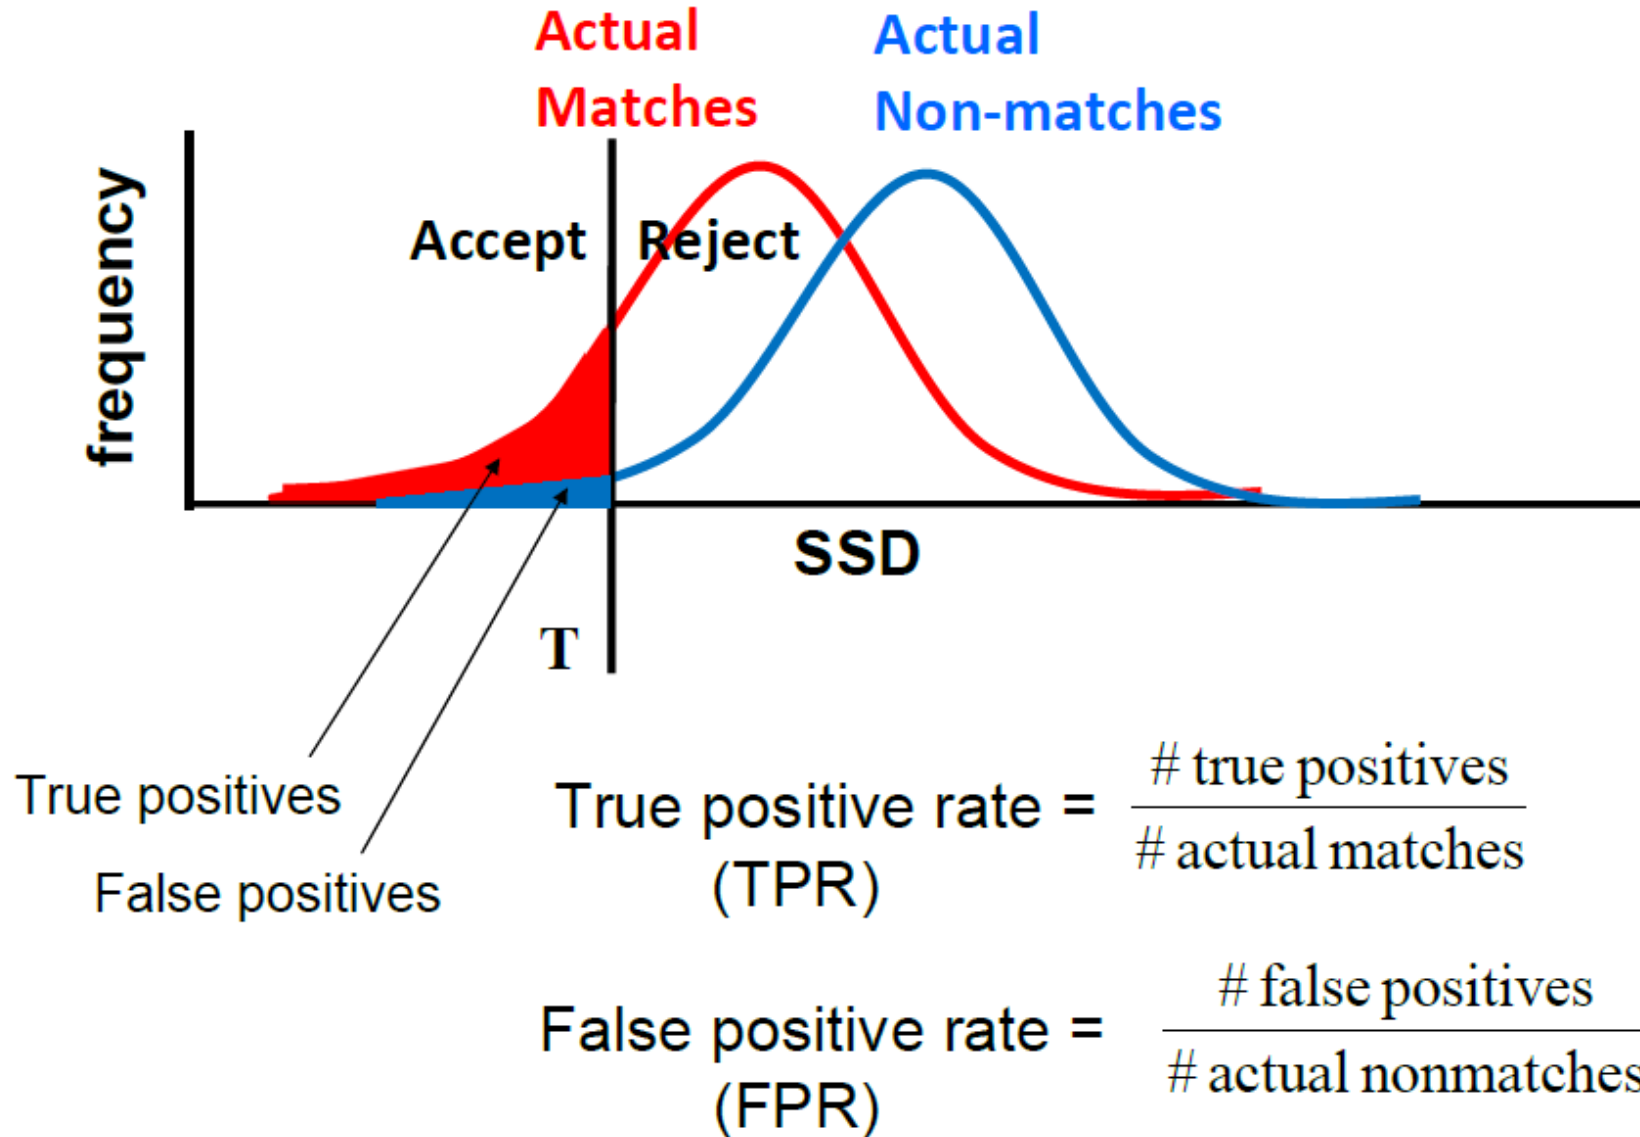 Actual
Matches
Actual
Non-matches
frequency
Accept
Reject
SSD
T
True positives
False positives
True positive rate =
(TPR)
# true positives
# actual matches
False positive rate =
(FPR)
# false positives
# actual nonmatches